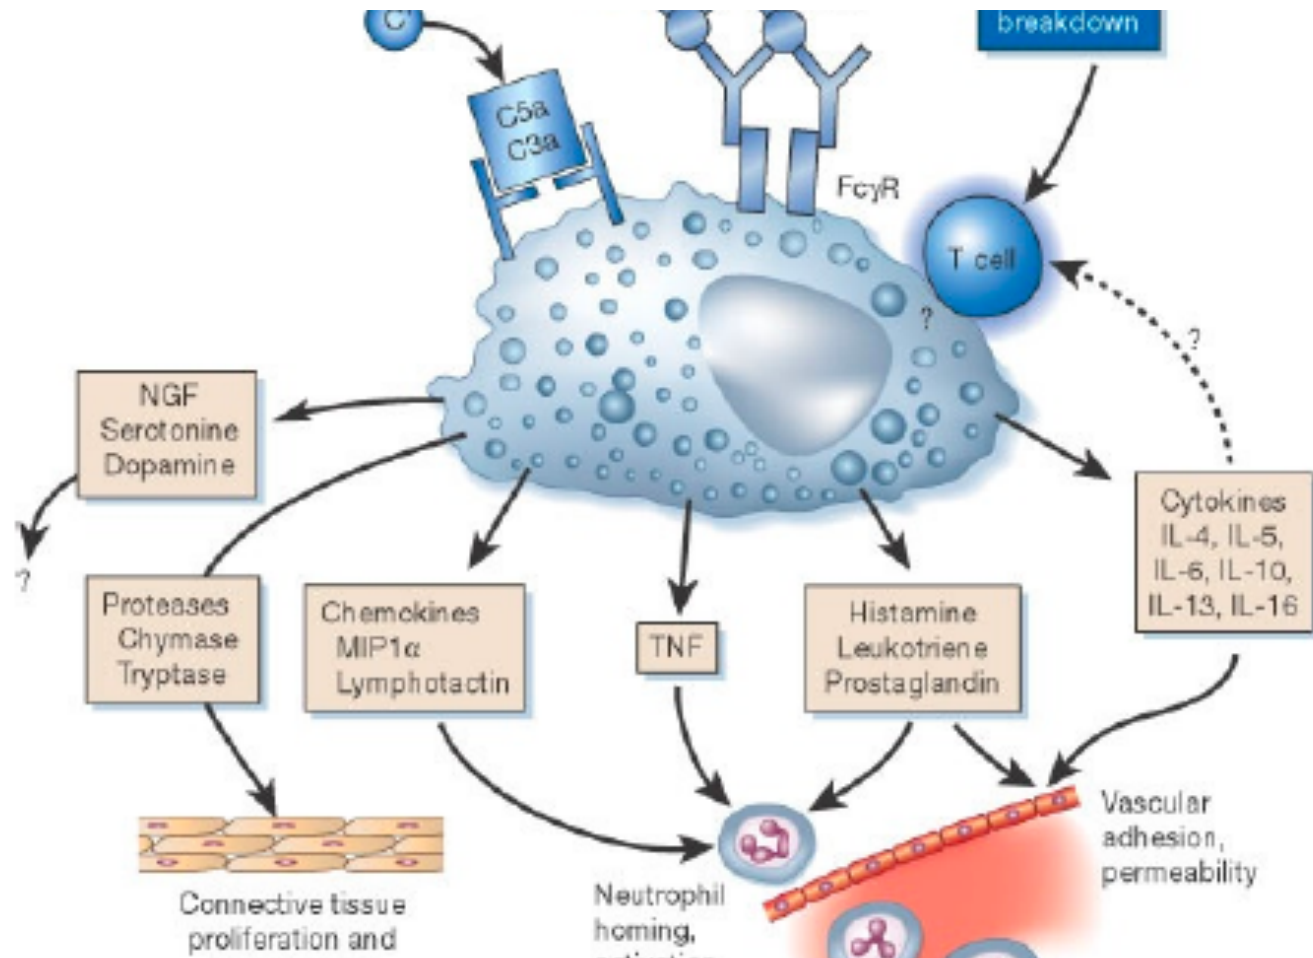 C
breakdown
C5a
C3a
FcγR
T cell
?
?
NGF
Serotonine
Dopamine
?
Cytokines
IL-4, IL-5,
IL-6, IL-10,
IL-13, IL-16
Proteases
Chymase
Tryptase
Chemokines
MIP1α
Lymphotactin
TNF
Histamine
Leukotriene
Prostaglandin
Vascular
adhesion,
permeability
Connective tissue
proliferation and
Neutrophil
homing,